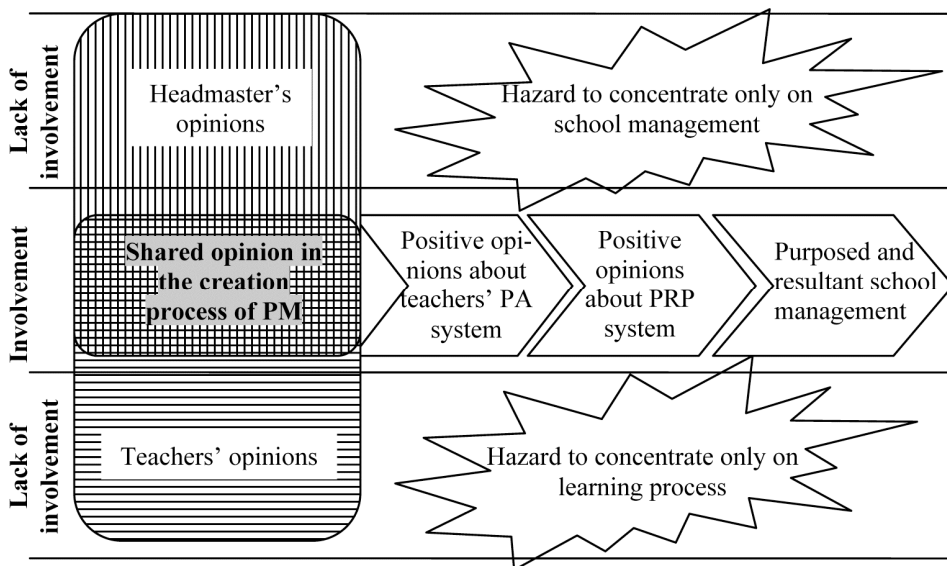 Lack of
involvement
Headmaster's
opinions
Hazard to concentrate only on
school management
Involvement
Shared opinion in
the creation
process of PM
Positive opi-
nions about
teachers' PA
system
Positive
opinions
about PRP
system
Purposed and
resultant school
management
Lack of
involvement
Teachers' opinions
Hazard to concentrate only on
learning process